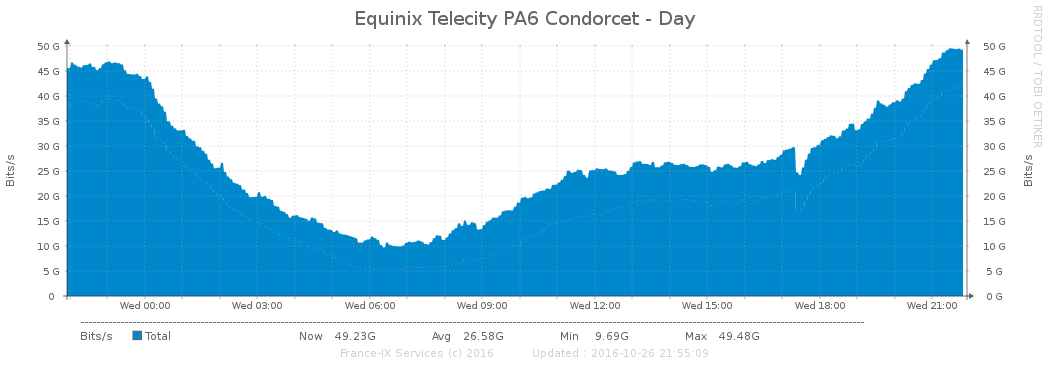 Equinix Telecity PA6 Condorcet - Day
RRDTOOL / TOBI OETIKER
Bits/s
50 G 50 G
45 G 45 G
40 G 40 G
35 G 35 G
30 G 30 G
25 G 25 G
20 G 20 G
15 G 15 G
10 G 10 G
5 G 5 G
0 0 G
Bits/s
Wed 00:00 Wed 03:00 Wed 06:00 Wed 09:00 Wed 12:00 Wed 15:00 Wed 18:00 Wed 21:00
Bits/s Total Now 49.23G Avg 26.58G Min 9.69G Max 49.48G
France-IX Services (c) 2016 Updated : 2016-10-26 21:55:09